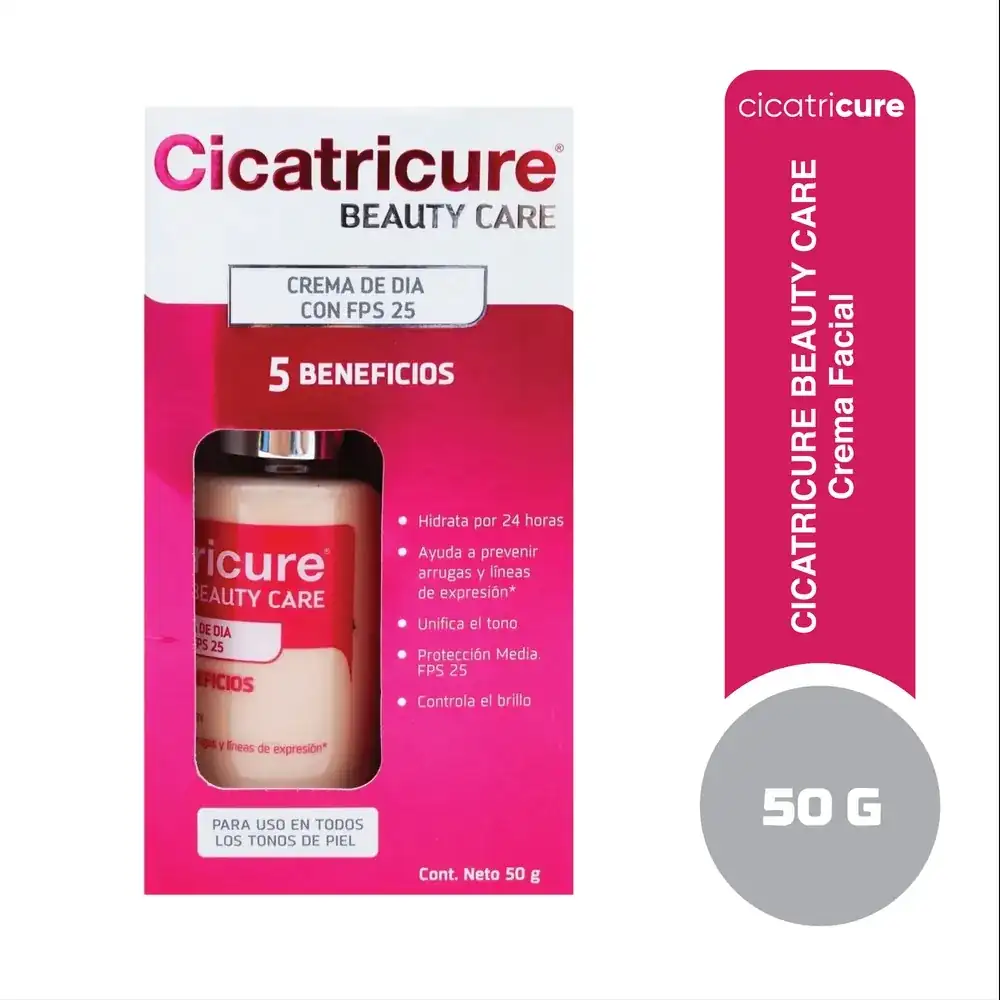 Cicatricure®
BEAUTY CARE
CREMA DE DIA
CON FPS 25
5 BENEFICIOS
ricure®
BEAUTY CARE
DE DIA
PS 25
EFICIOS
y líneas de expresión*
• Hidrata por 24 horas
• Ayuda a prevenir
arrugas y líneas
de expresión*
• Unifica el tono
• Protección Media.
FPS 25
• Controla el brillo
PARA USO EN TODOS
LOS TONOS DE PIEL
Cont. Neto 50 g
cicatricure
CICATRICURE BEAUTY CARE
Crema Facial
50 G